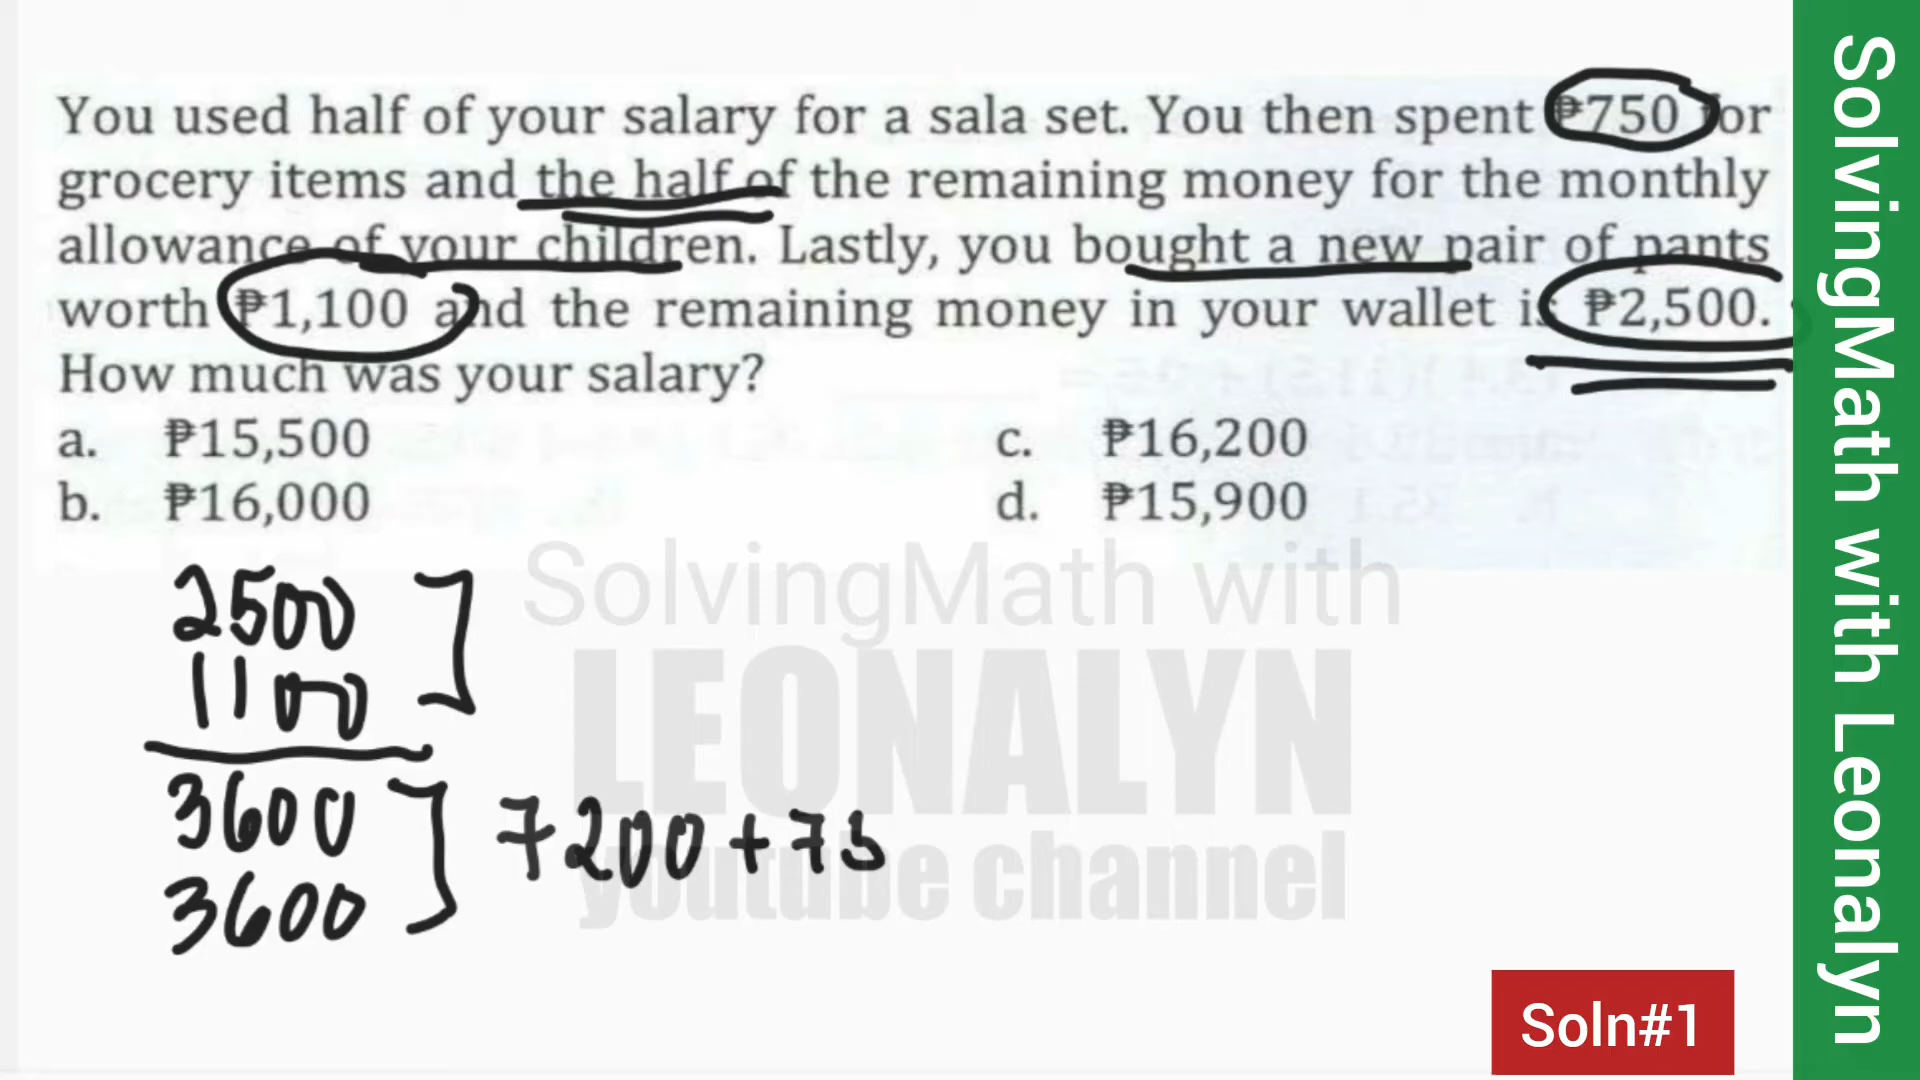 You used half of your salary for a sala set. You then spent ₱750 for
grocery items and the half of the remaining money for the monthly
allowance of your children. Lastly, you bought a new pair of pants
worth ₱1,100 and the remaining money in your wallet is ₱2,500.
How much was your salary?
a. ₱15,500
c. ₱16,200
b. ₱16,000
d. ₱15,900
SolvingMath with
LEONALYN
youtube channel
2500
1100
3600
3600
7200 + 75
Soln#1
SolvingMath with Leonalyn